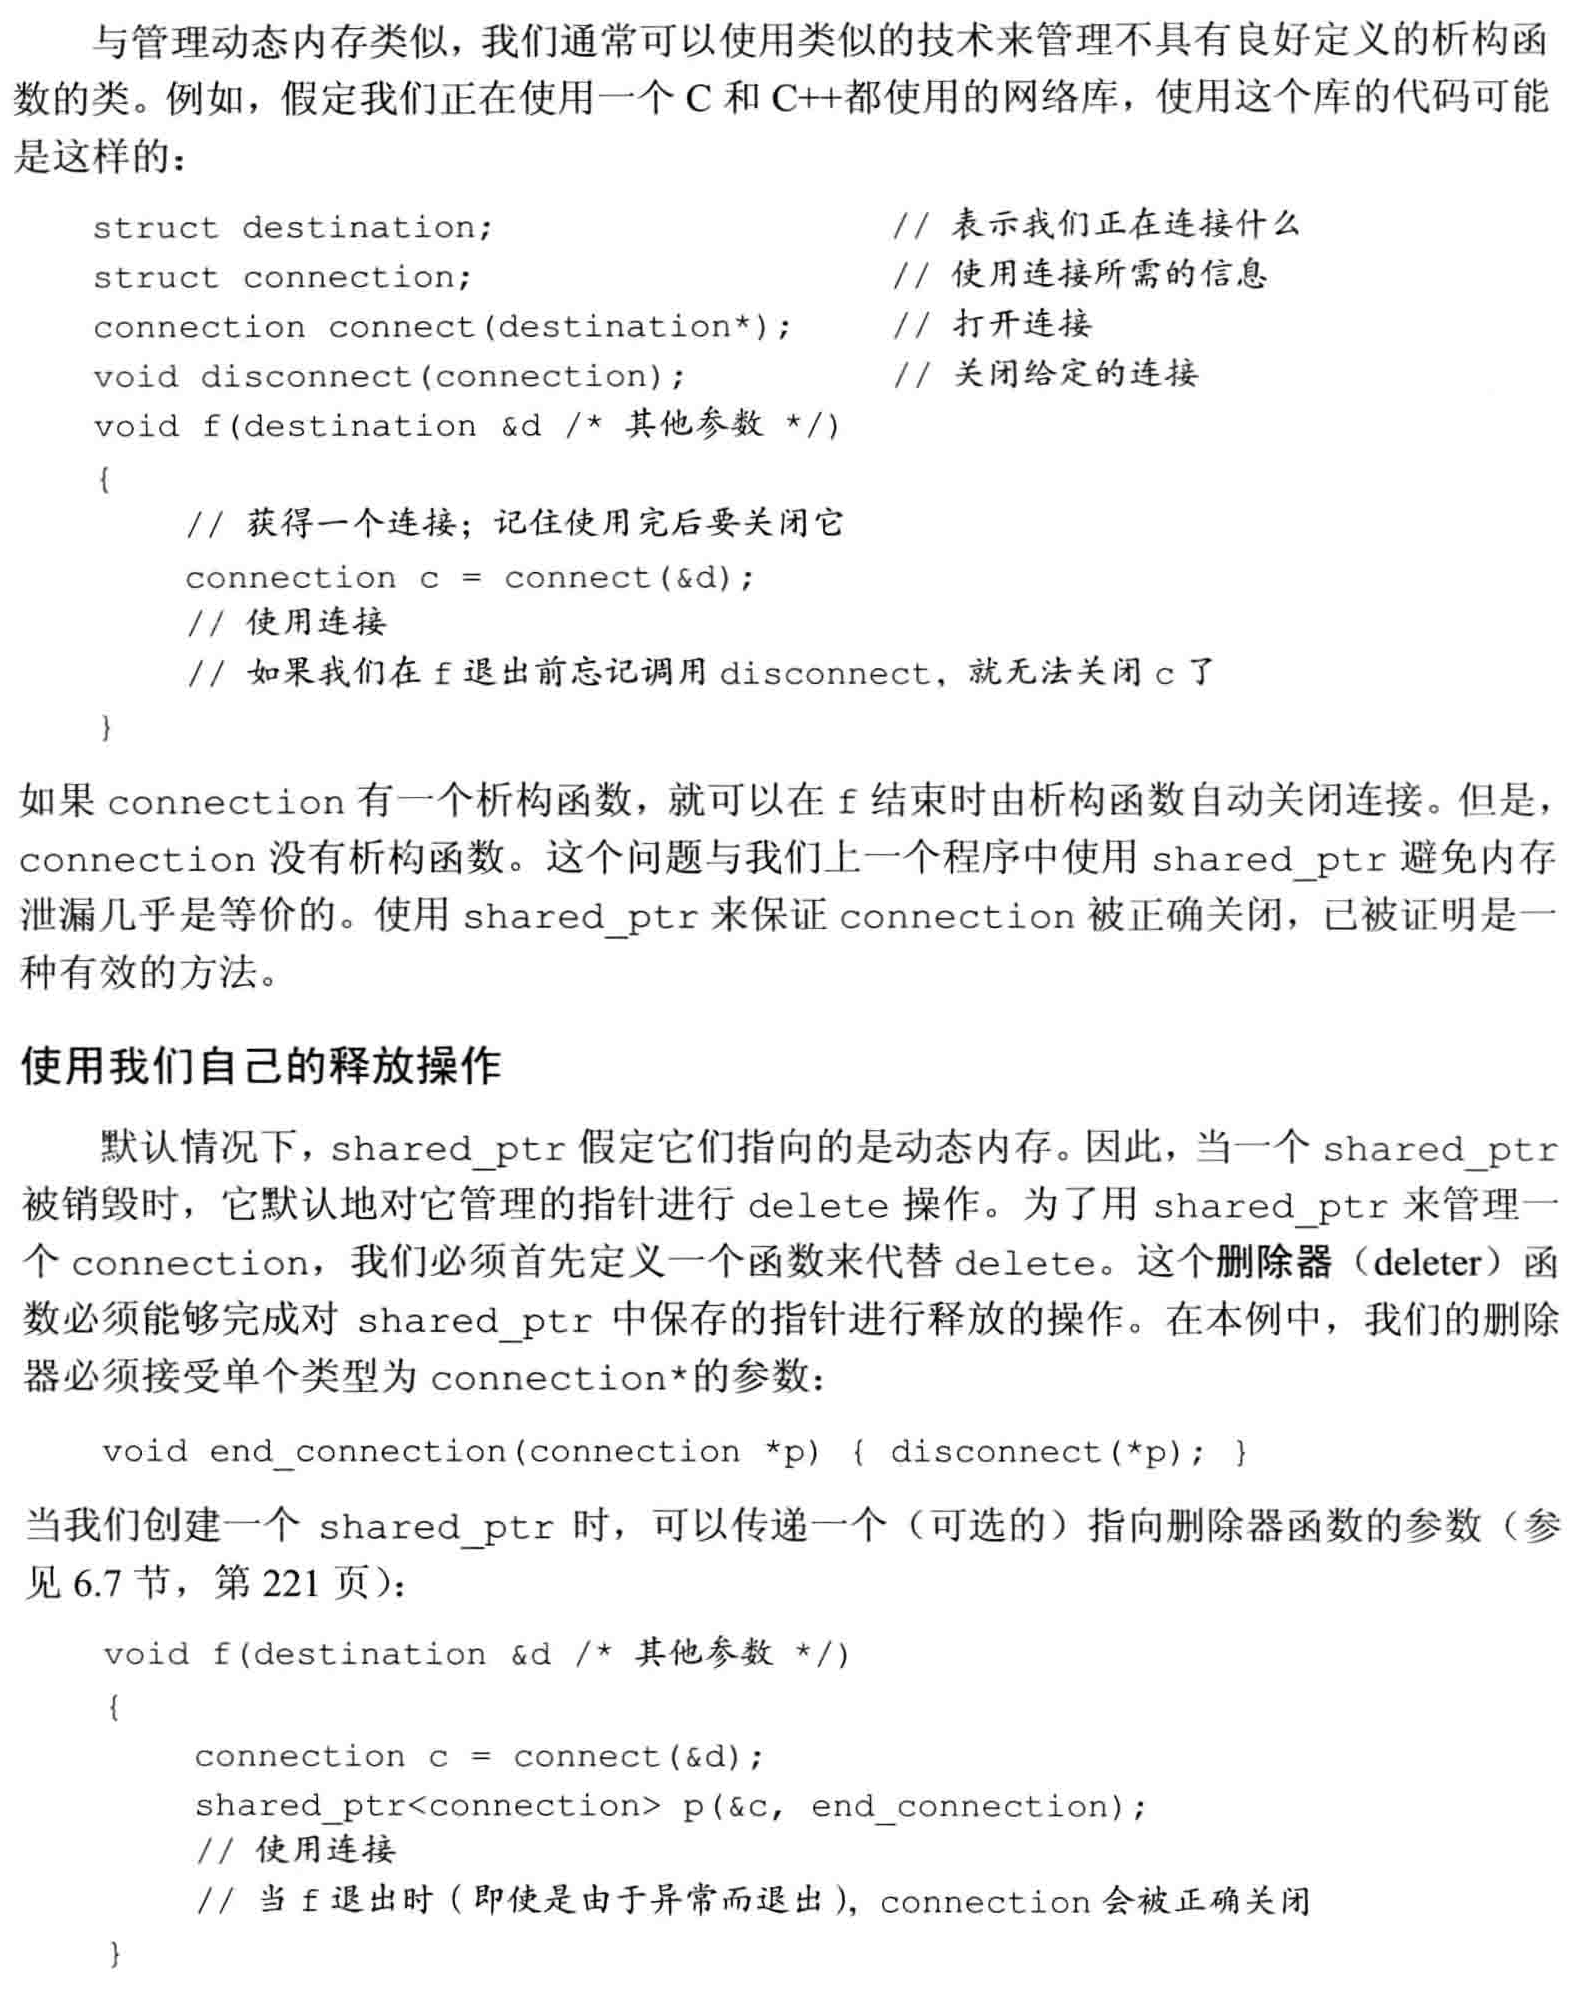 与管理动态内存类似，我们通常可以使用类似的技术来管理不具有良好定义的析构函
数的类。例如，假定我们正在使用一个 C 和 C++都使用的网络库，使用这个库的代码可能
是这样的：
struct destination; // 表示我们正在连接什么
struct connection; // 使用连接所需的信息
connection connect(destination*); // 打开连接
void disconnect(connection); // 关闭给定的连接
void f(destination &d /* 其他参数 */)
{
// 获得一个连接；记住使用完后要关闭它
connection c = connect(&d);
// 使用连接
// 如果我们在 f 退出前忘记调用 disconnect，就无法关闭 c 了
}
如果 connection 有一个析构函数，就可以在 f 结束时由析构函数自动关闭连接。但是，
connection 没有析构函数。这个问题与我们上一个程序中使用 shared_ptr 避免内存
泄漏几乎是等价的。使用 shared_ptr 来保证 connection 被正确关闭，已被证明是一
种有效的方法。
使用我们自己的释放操作
默认情况下，shared_ptr 假定它们指向的是动态内存。因此，当一个 shared_ptr
被销毁时，它默认地对它管理的指针进行 delete 操作。为了用 shared_ptr 来管理一
个 connection，我们必须首先定义一个函数来代替 delete。这个删除器（deleter）函
数必须能够完成对 shared_ptr 中保存的指针进行释放的操作。在本例中，我们的删除
器必须接受单个类型为 connection*的参数：
void end_connection(connection *p) { disconnect(*p); }
当我们创建一个 shared_ptr 时，可以传递一个（可选的）指向删除器函数的参数（参
见 6.7 节，第 221 页）：
void f(destination &d /* 其他参数 */)
{
connection c = connect(&d);
shared_ptr<connection> p(&c, end_connection);
// 使用连接
// 当 f 退出时（即使是由于异常而退出），connection 会被正确关闭
}